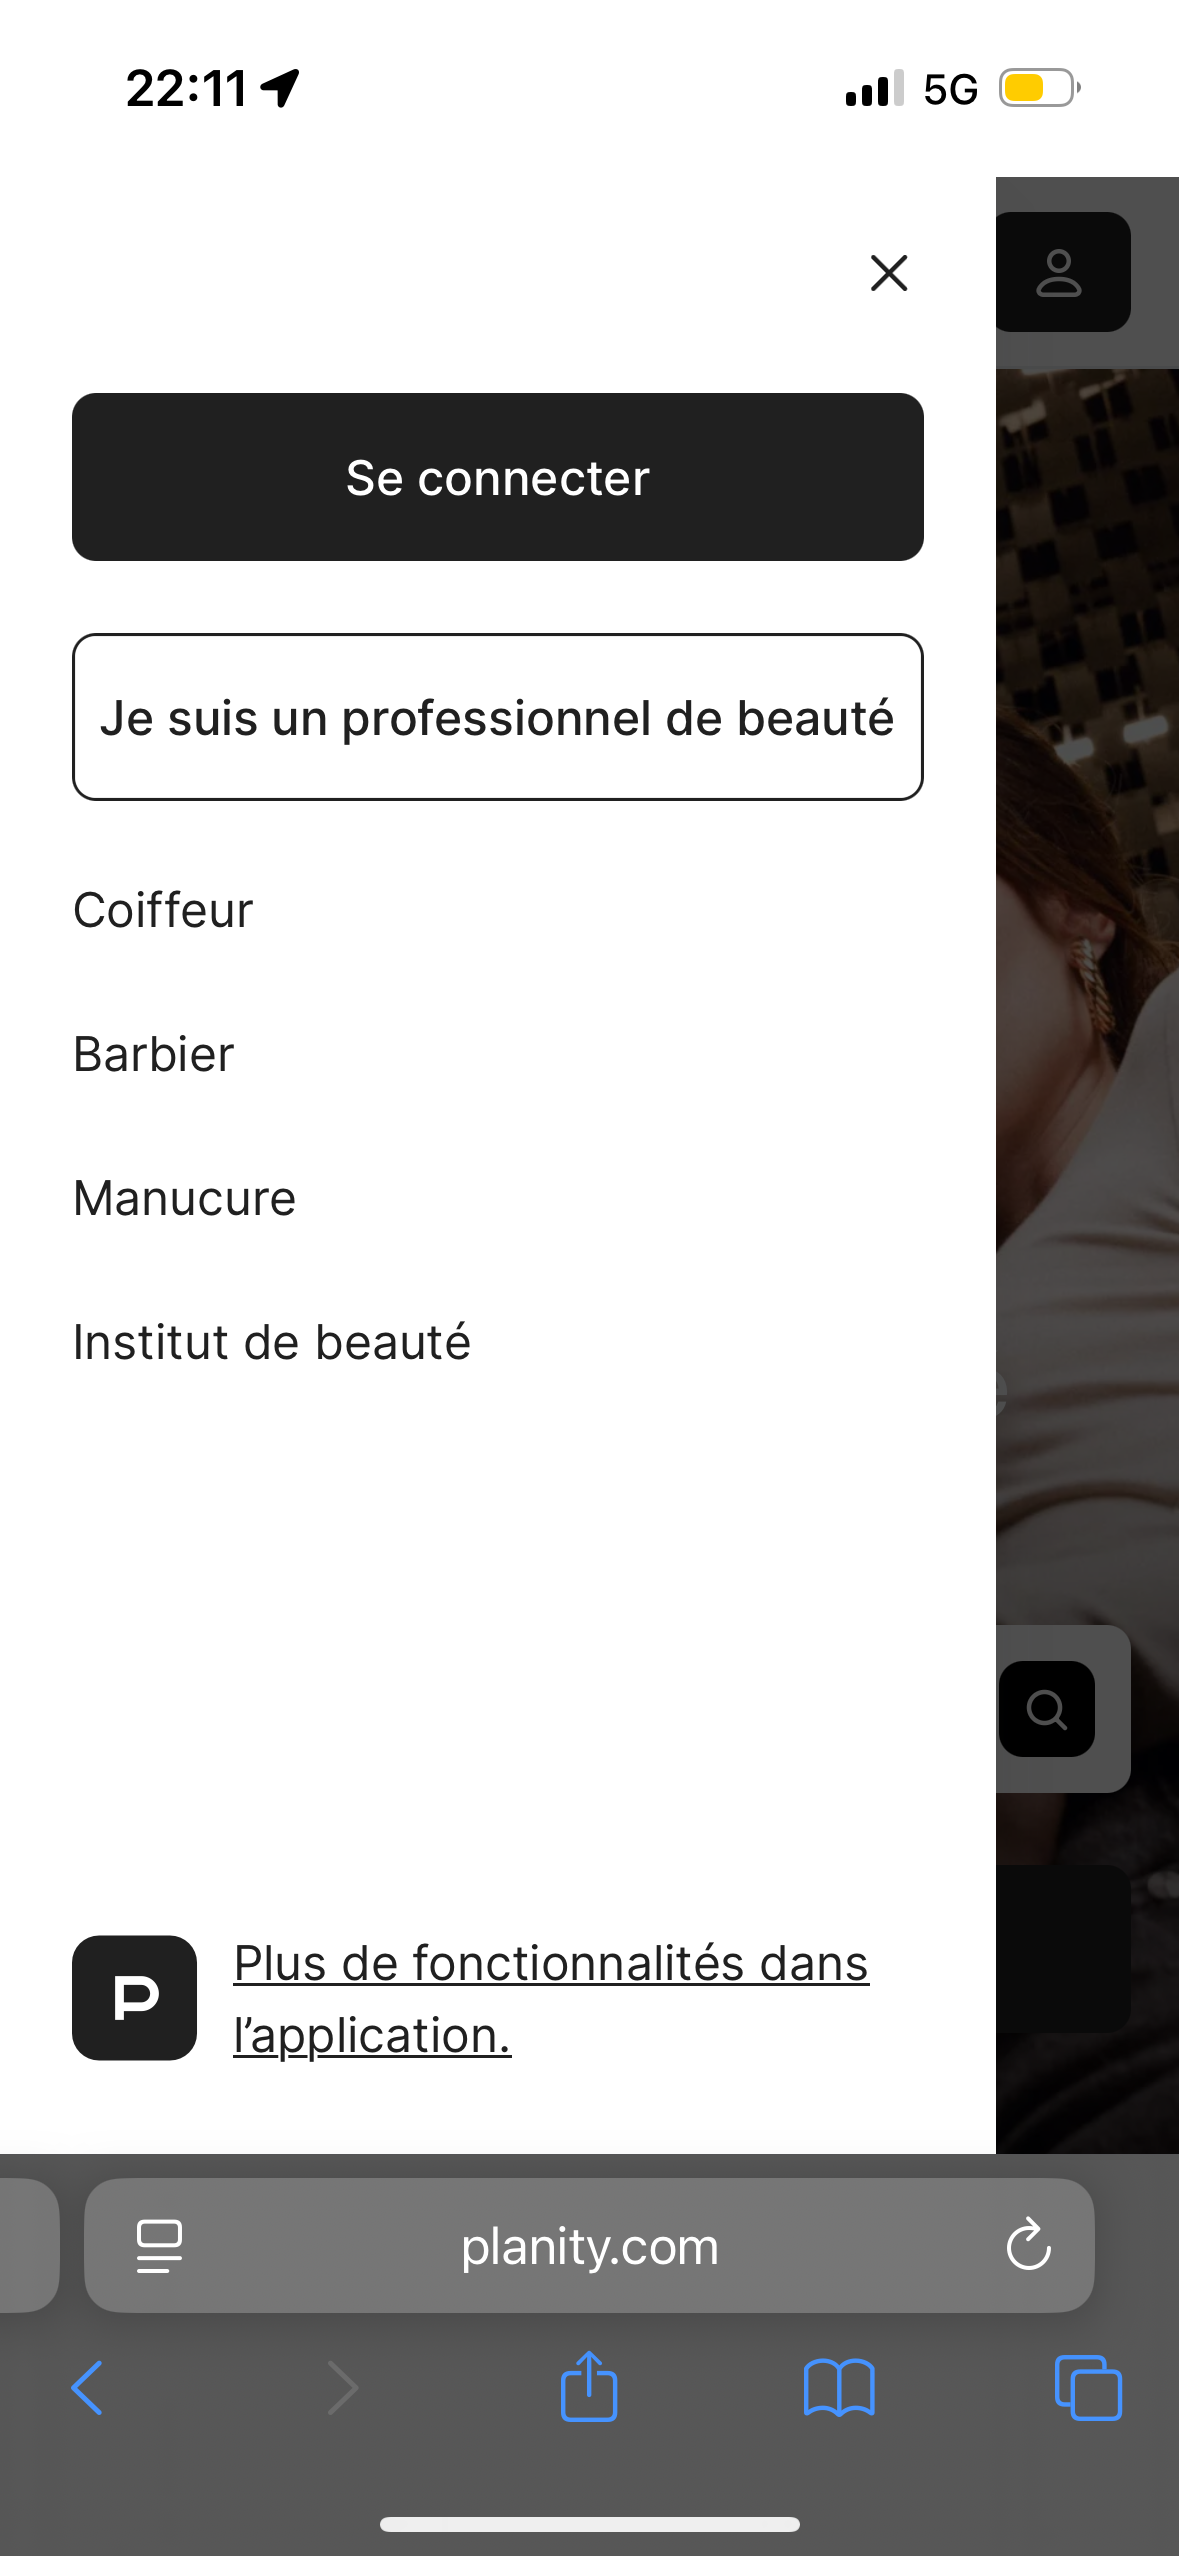 22:11
5G
Se connecter
Je suis un professionnel de beauté
Coiffeur
Barbier
Manucure
Institut de beauté
Plus de fonctionnalités dans
l’application.
planity.com